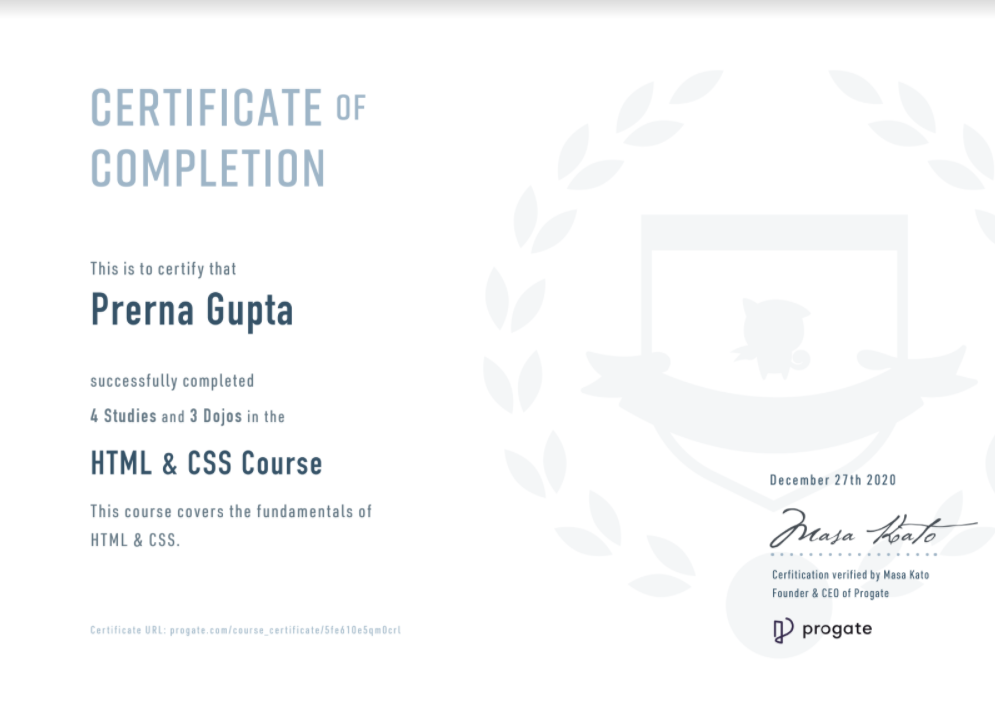 CERTIFICATE OF
COMPLETION
This is to certify that
Prerna Gupta
successfully completed
4 Studies and 3 Dojos in the
HTML & CSS Course
This course covers the fundamentals of
HTML & CSS.
Certificate URL: progate.com/course_certificate/5fe610e5qm0crl
December 27th 2020
Masa Kato
Cerfitication verified by Masa Kato
Founder & CEO of Progate
progate